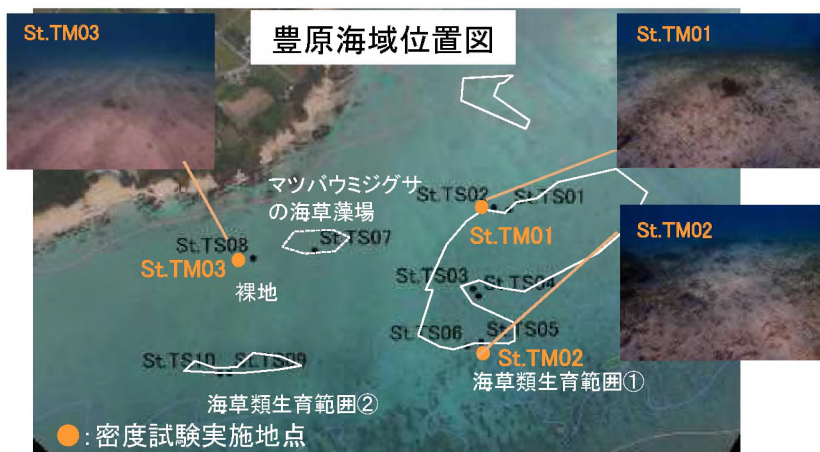 St.TM03
豊原海域位置図
St.TM01
マツバウミジグサ
の海草藻場
St.TS02
St.TS01
St.TM01
St.TM02
St.TS08
St.TS07
St.TM03
裸地
St.TS03
St.TS04
St.TS06
St.TS05
St.TM02
St.TS10
St.TS09
海草類生育範囲①
海草類生育範囲②
●:密度試験実施地点